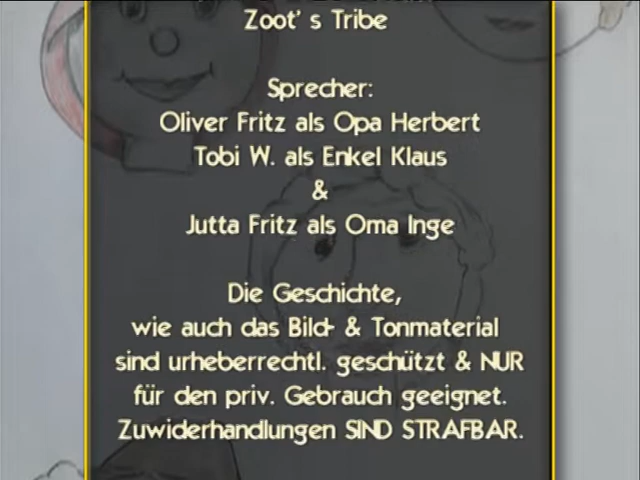 Zoot' s Tribe
Sprecher:
Oliver Fritz als Opa Herbert
Tobi W. als Enkel Klaus
&
Jutta Fritz als Oma Inge
Die Geschichte,
wie auch das Bild- & Tonmaterial
sind urheberrechtl. geschützt & NUR
für den priv. Gebrauch geeignet.
Zuwiderhandlungen SIND STRAFBAR.